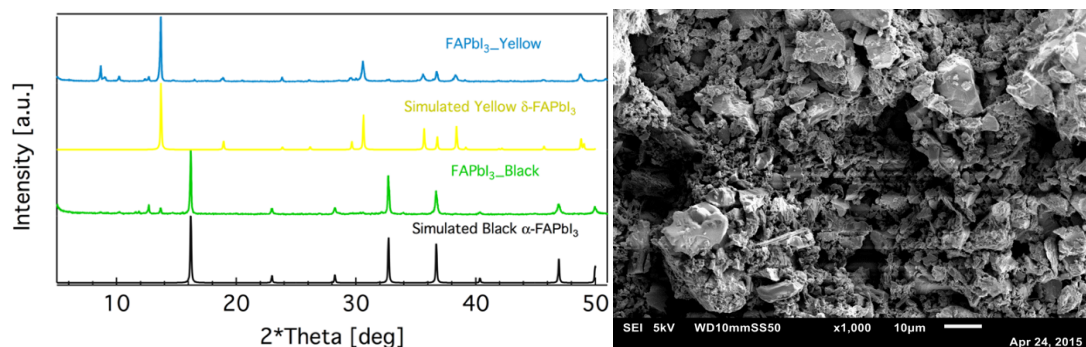 Intensity [a.u.]
FAPbI₃_Yellow
Simulated Yellow δ-FAPbI₃
FAPbI₃_Black
Simulated Black α-FAPbI₃
10 20 30 40 50
2*Theta [deg]
SEI 5kV WD10mmSS50 x1,000 10µm
Apr 24, 2015